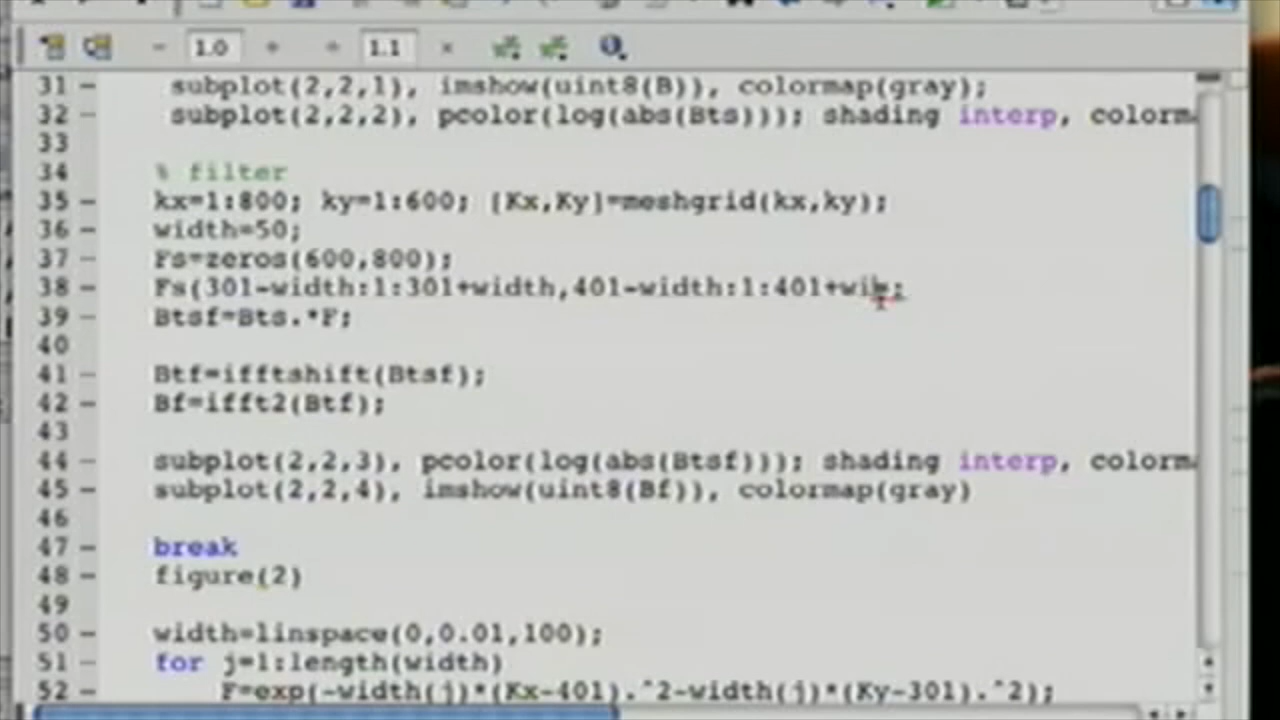 1.0
1.1
31 - subplot(2,2,1), imshow(uint8(B)), colormap(gray);
32 - subplot(2,2,2), pcolor(log(abs(Bts))); shading interp, colorm
33
34 % filter
35 - kx=1:800; ky=1:600; [Kx,Ky]=meshgrid(kx,ky);
36 - width=50;
37 - Fs=zeros(600,800);
38 - Fs(301-width:1:301+width,401-width:1:401+wi;
39 - Btsf=Bts.*F;
40
41 - Btf=ifftshift(Btsf);
42 - Bf=ifft2(Btf);
43
44 - subplot(2,2,3), pcolor(log(abs(Btsf))); shading interp, colorm
45 - subplot(2,2,4), imshow(uint8(Bf)), colormap(gray)
46
47 - break
48 - figure(2)
49
50 - width=linspace(0,0.01,100);
51 - for j=1:length(width)
52 - F=exp(-width(j)*(Kx-401).^2-width(j)*(Ky-301).^2);